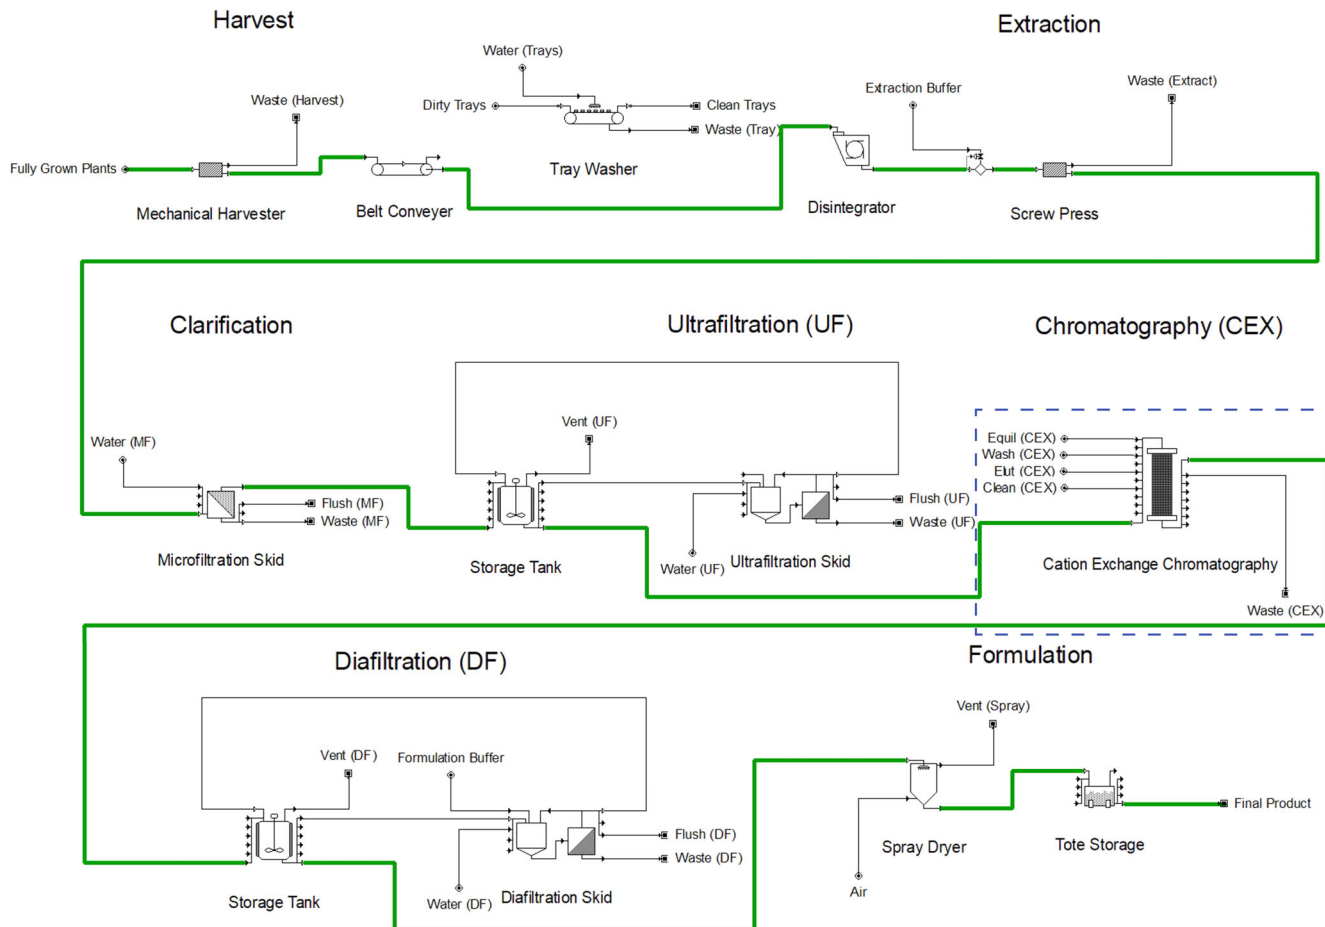 Harvest
Extraction
Water (Trays)
Waste (Extract)
Extraction Buffer
Waste (Harvest)
Dirty Trays
Clean Trays
Waste (Tray)
Fully Grown Plants
Tray Washer
Mechanical Harvester
Belt Conveyer
Disintegrator
Screw Press
Clarification
Ultrafiltration (UF)
Chromatography (CEX)
Vent (UF)
Water (MF)
Equil (CEX)
Wash (CEX)
Elut (CEX)
Clean (CEX)
Flush (MF)
Waste (MF)
Flush (UF)
Waste (UF)
Microfiltration Skid
Storage Tank
Water (UF)
Ultrafiltration Skid
Cation Exchange Chromatography
Waste (CEX)
Diafiltration (DF)
Formulation
Vent (Spray)
Vent (DF)
Formulation Buffer
Final Product
Flush (DF)
Waste (DF)
Spray Dryer
Tote Storage
Storage Tank
Water (DF)
Diafiltration Skid
Air